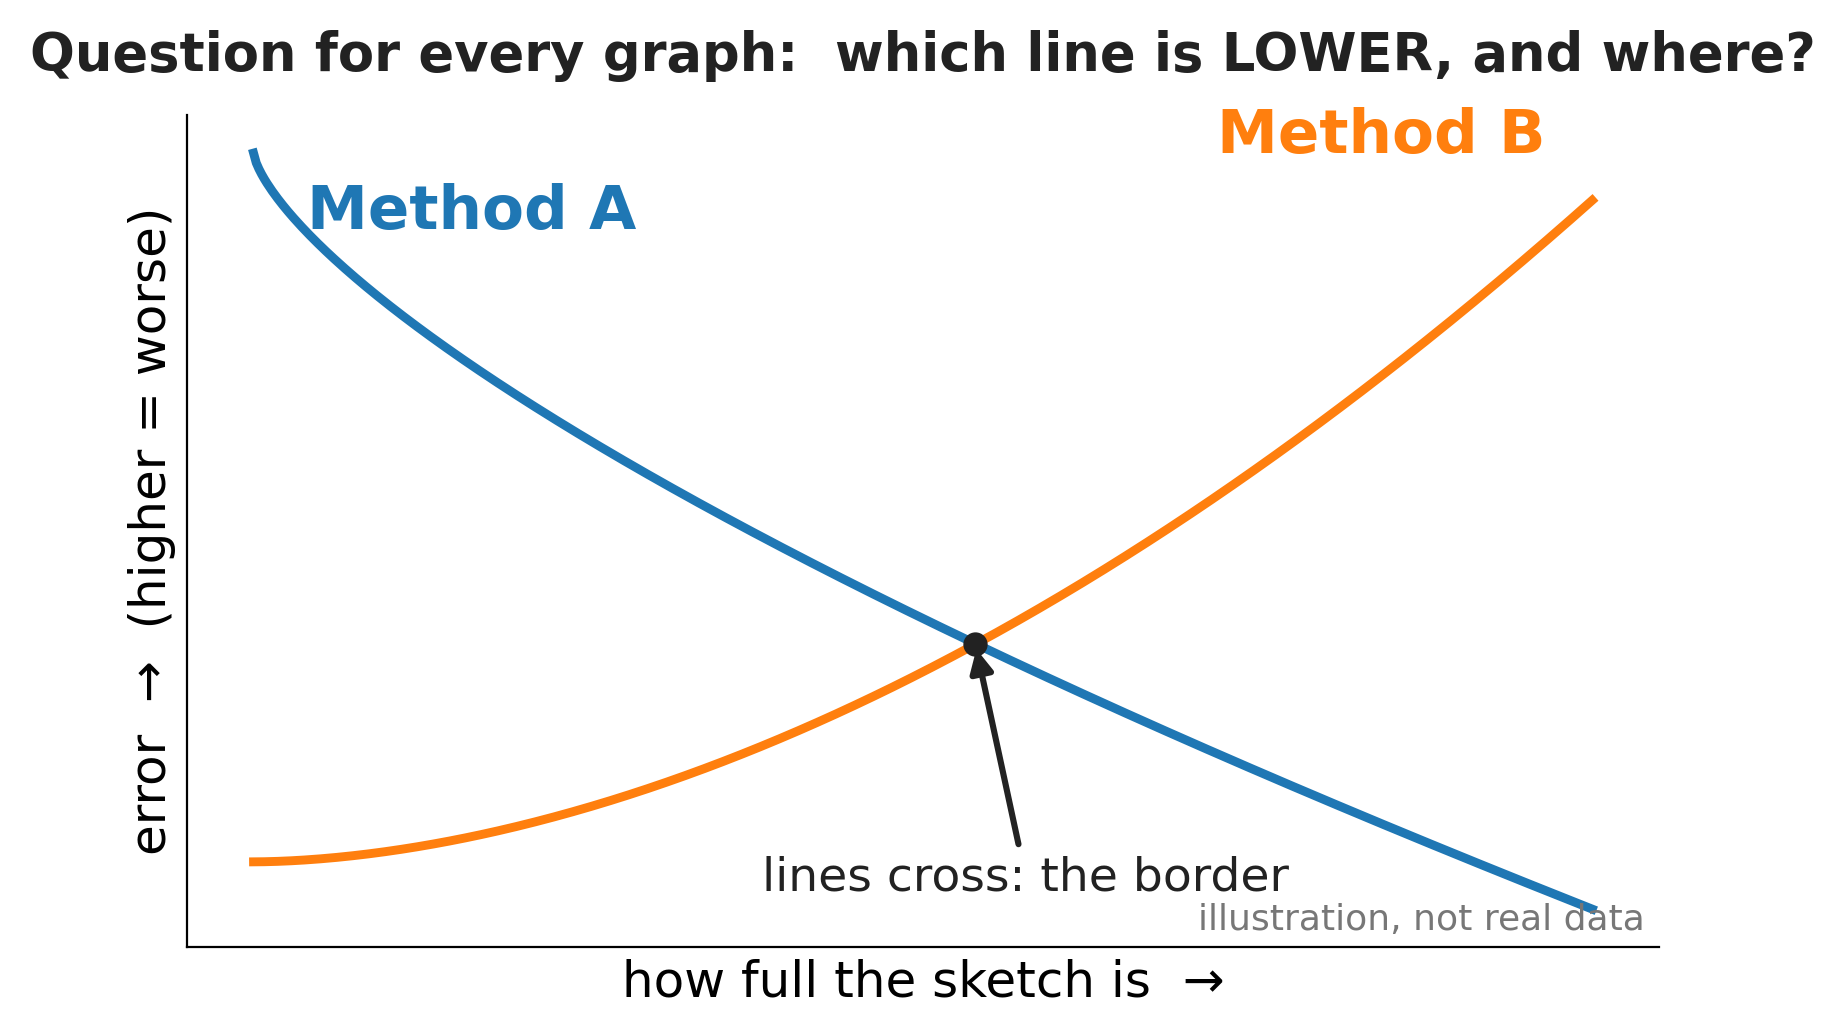 Question for every graph:  which line is LOWER, and where?
Method B
Method A
error → (higher = worse)
lines cross: the border
illustration, not real data
how full the sketch is →